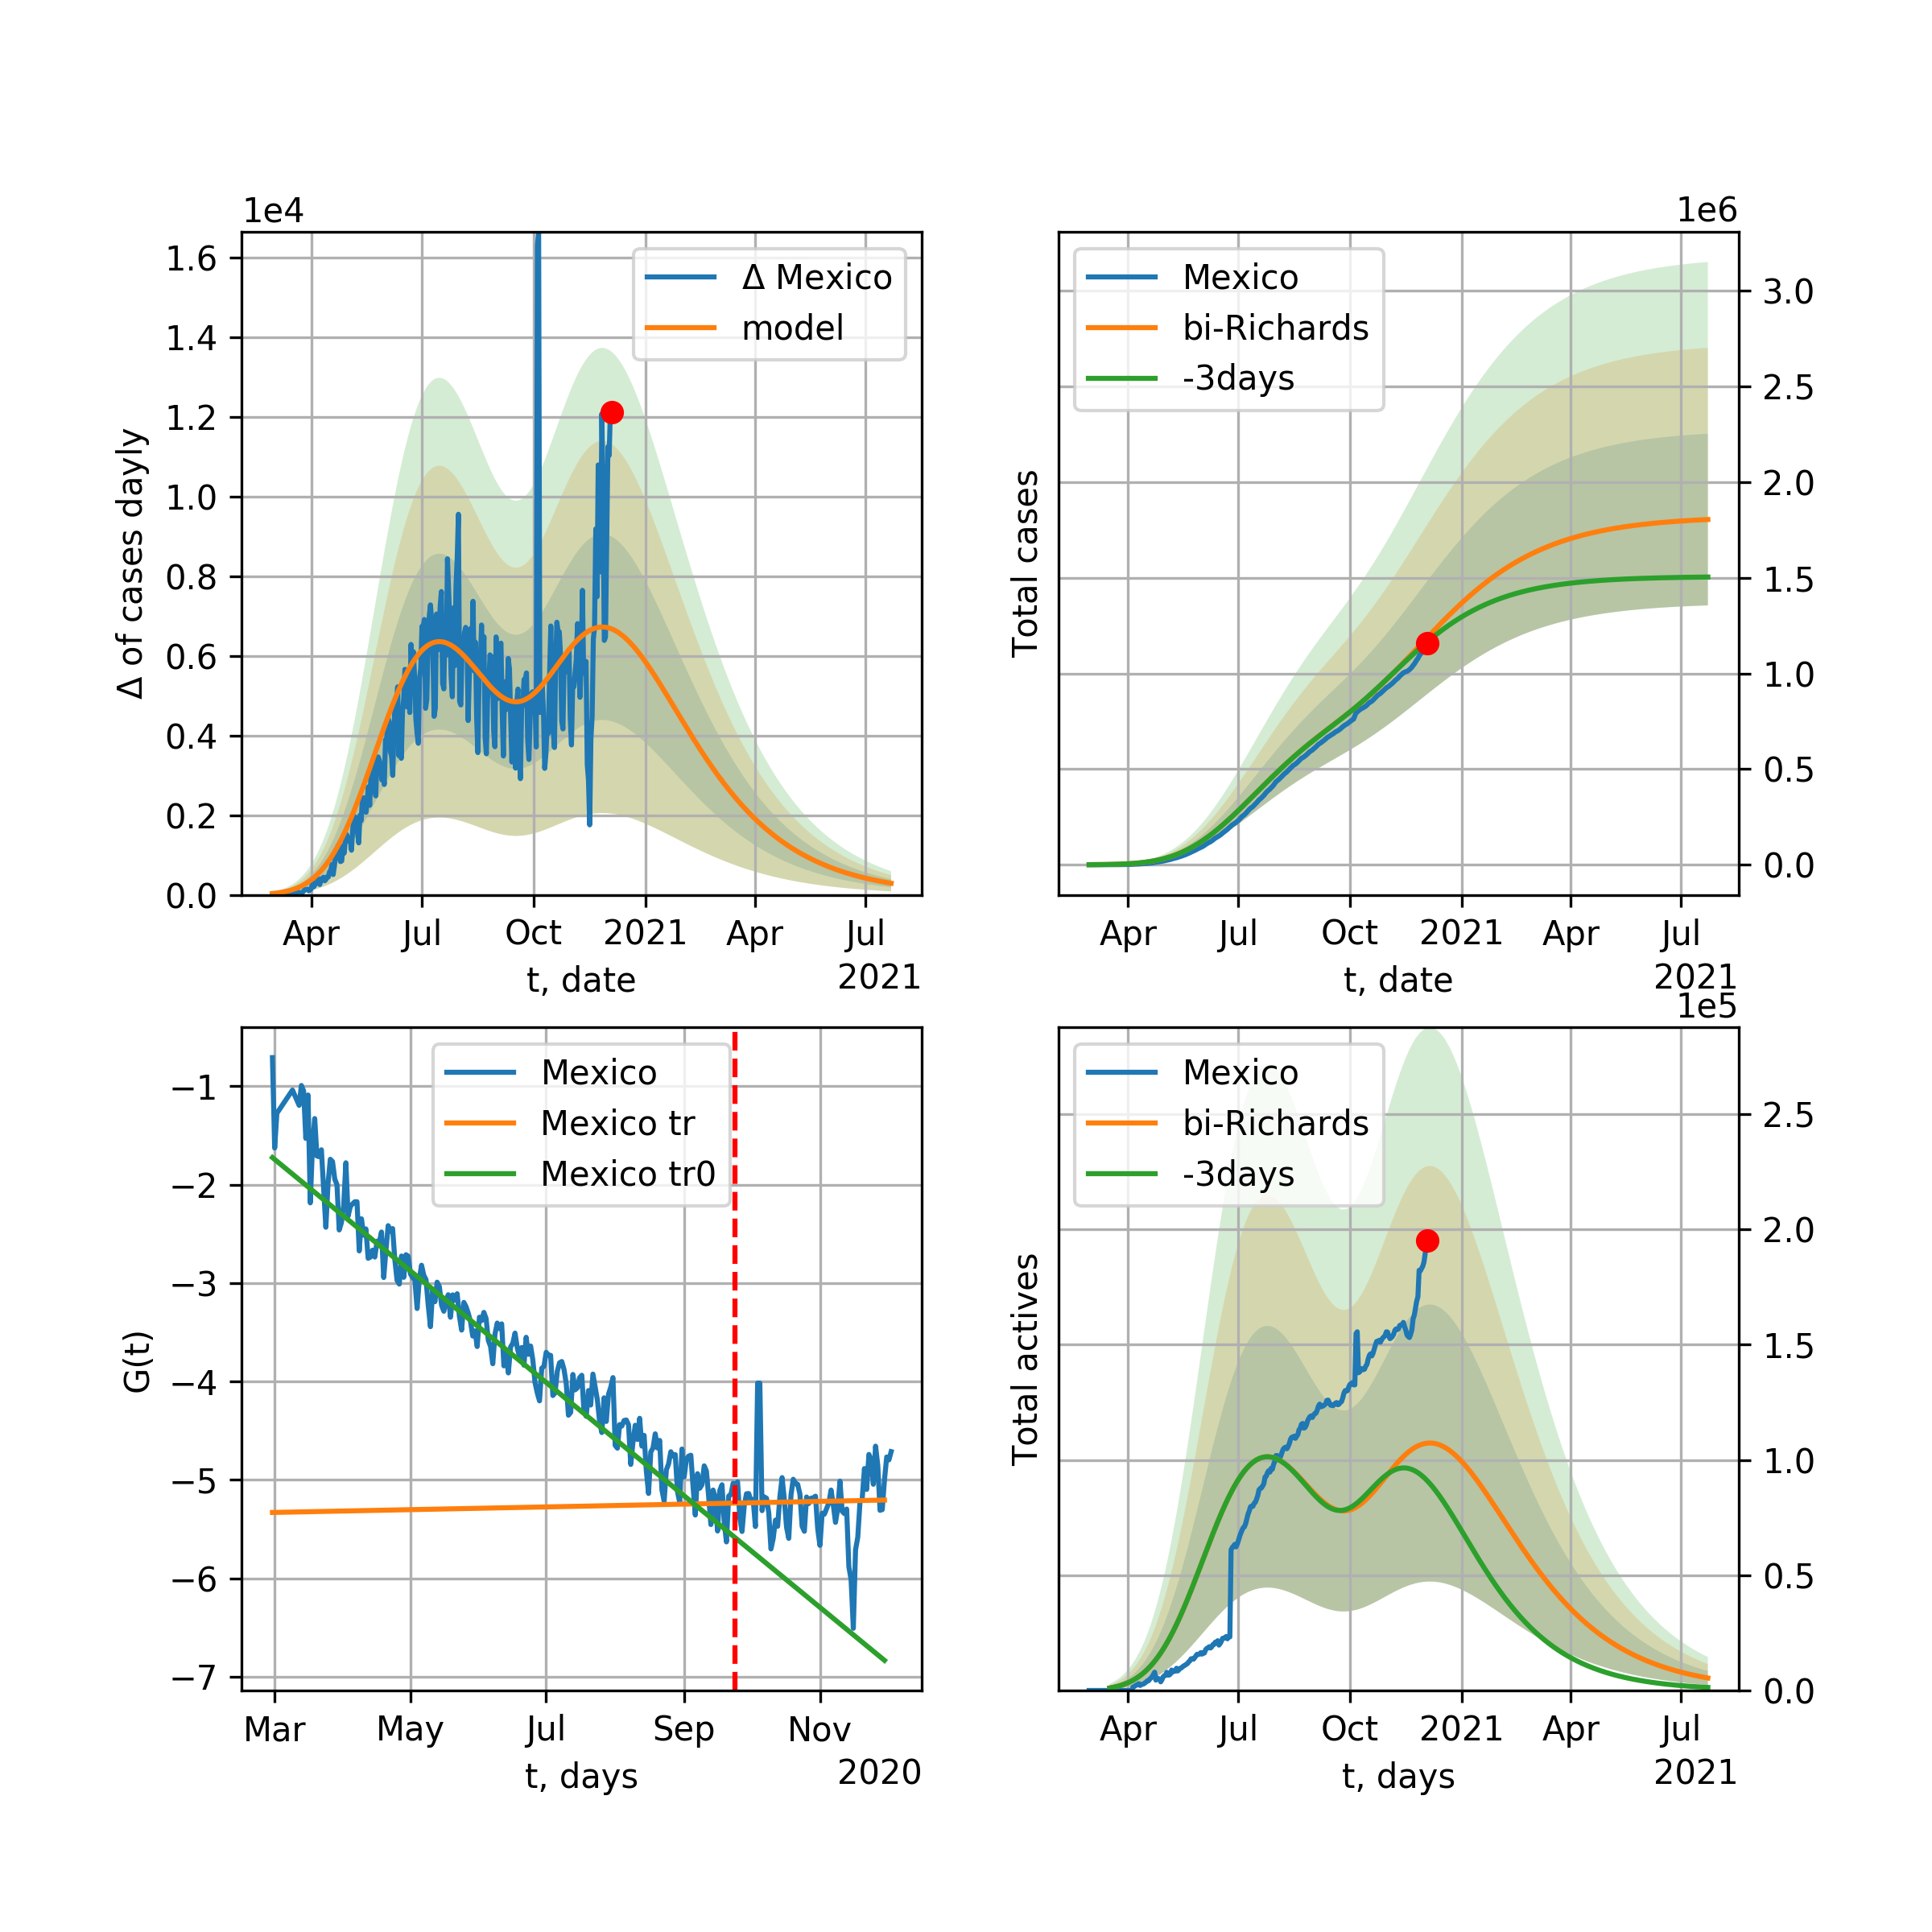 1e4
1.6
1.4
1.2
1.0
0.8
0.6
0.4
0.2
0.0
Δ of cases dayly
Δ Mexico
model
Apr Jul Oct 2021 Apr Jul
t, date
2021
1e6
Mexico
bi-Richards
-3days
3.0
2.5
2.0
1.5
1.0
0.5
0.0
Total cases
Apr Jul Oct 2021 Apr Jul
t, date
2021
−1
−2
−3
−4
−5
−6
−7
G(t)
Mexico
Mexico tr
Mexico tr0
Mar May Jul Sep Nov
t, days
2020
1e5
Mexico
bi-Richards
-3days
2.5
2.0
1.5
1.0
0.5
0.0
Total actives
Apr Jul Oct 2021 Apr Jul
t, days
2021